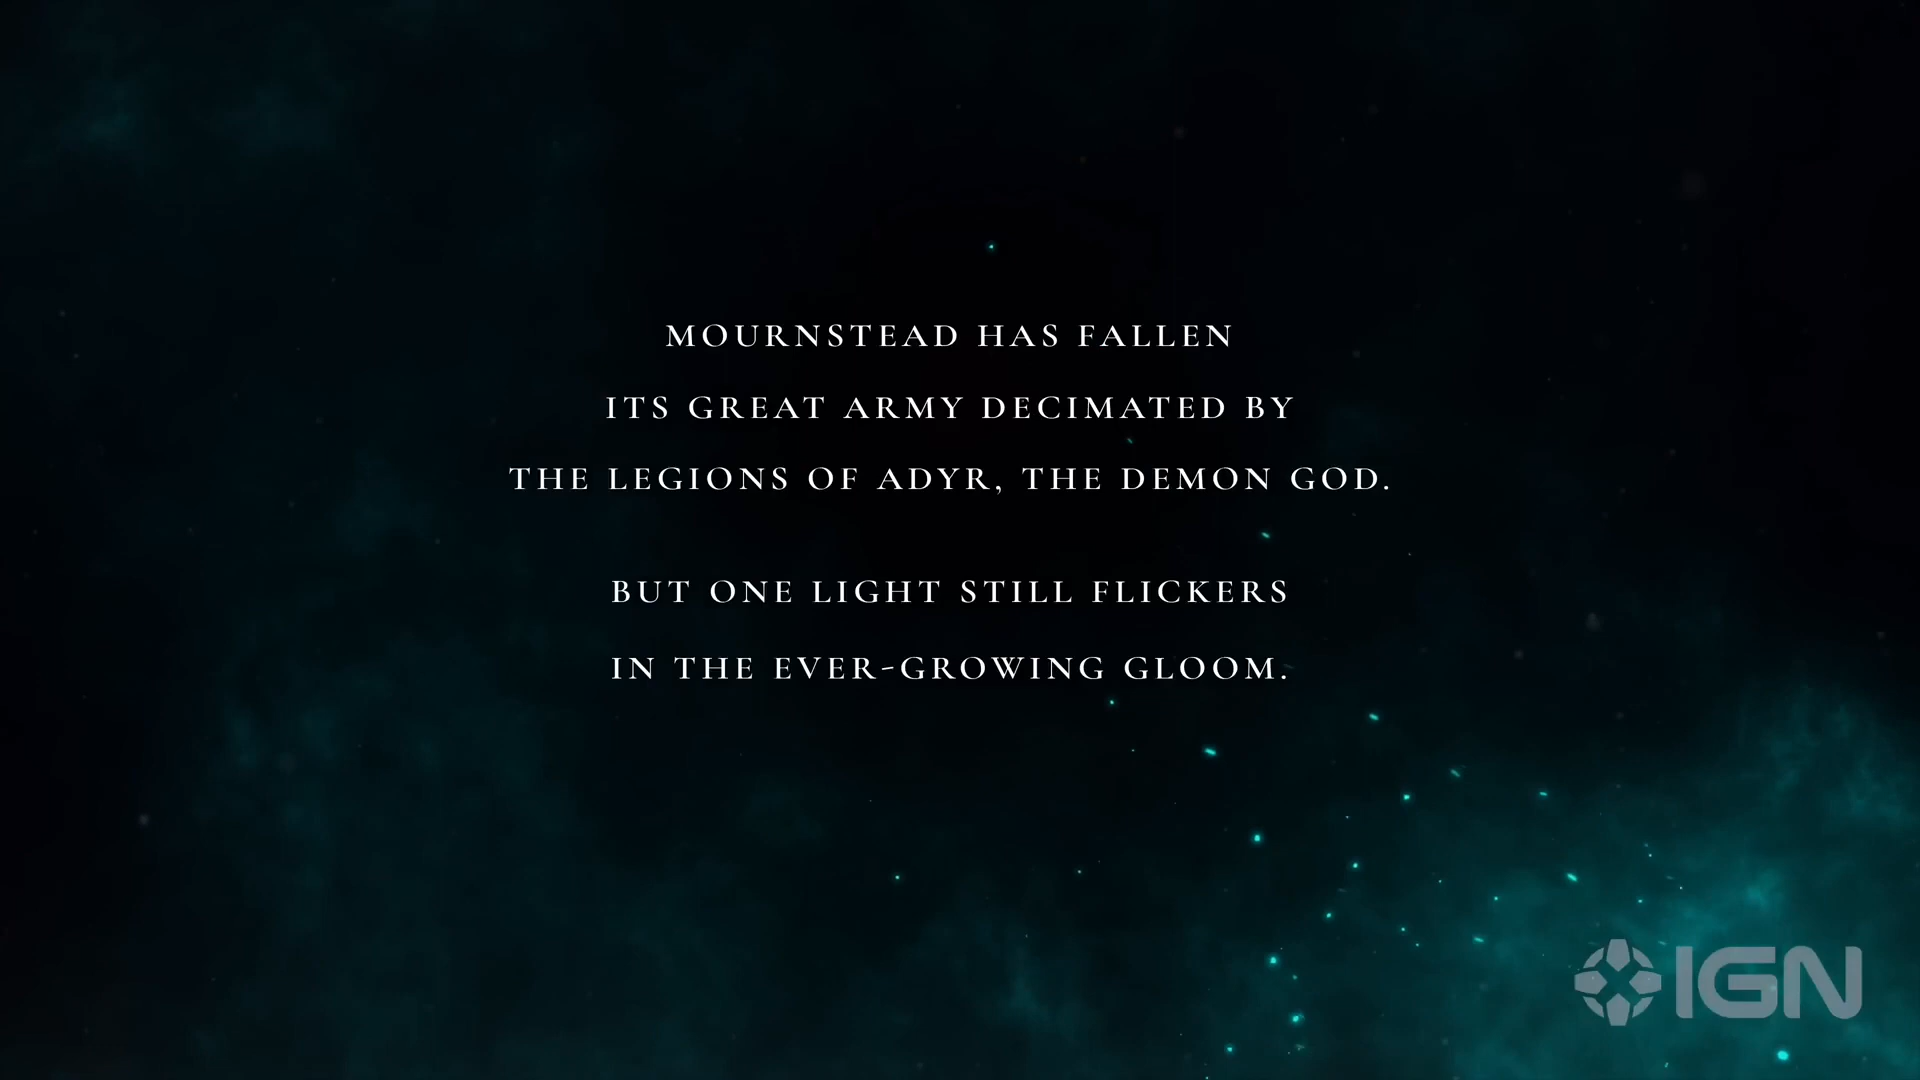 MOURNSTEAD HAS FALLEN
ITS GREAT ARMY DECIMATED BY
THE LEGIONS OF ADYR, THE DEMON GOD.
BUT ONE LIGHT STILL FLICKERS
IN THE EVER-GROWING GLOOM.
IGN